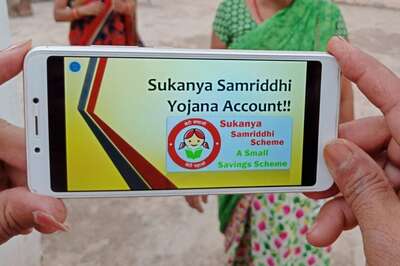 Sukanya Samriddhi
Yojana Account!!
Sukanya
Samriddhi
Scheme
A Small
Savings Scheme